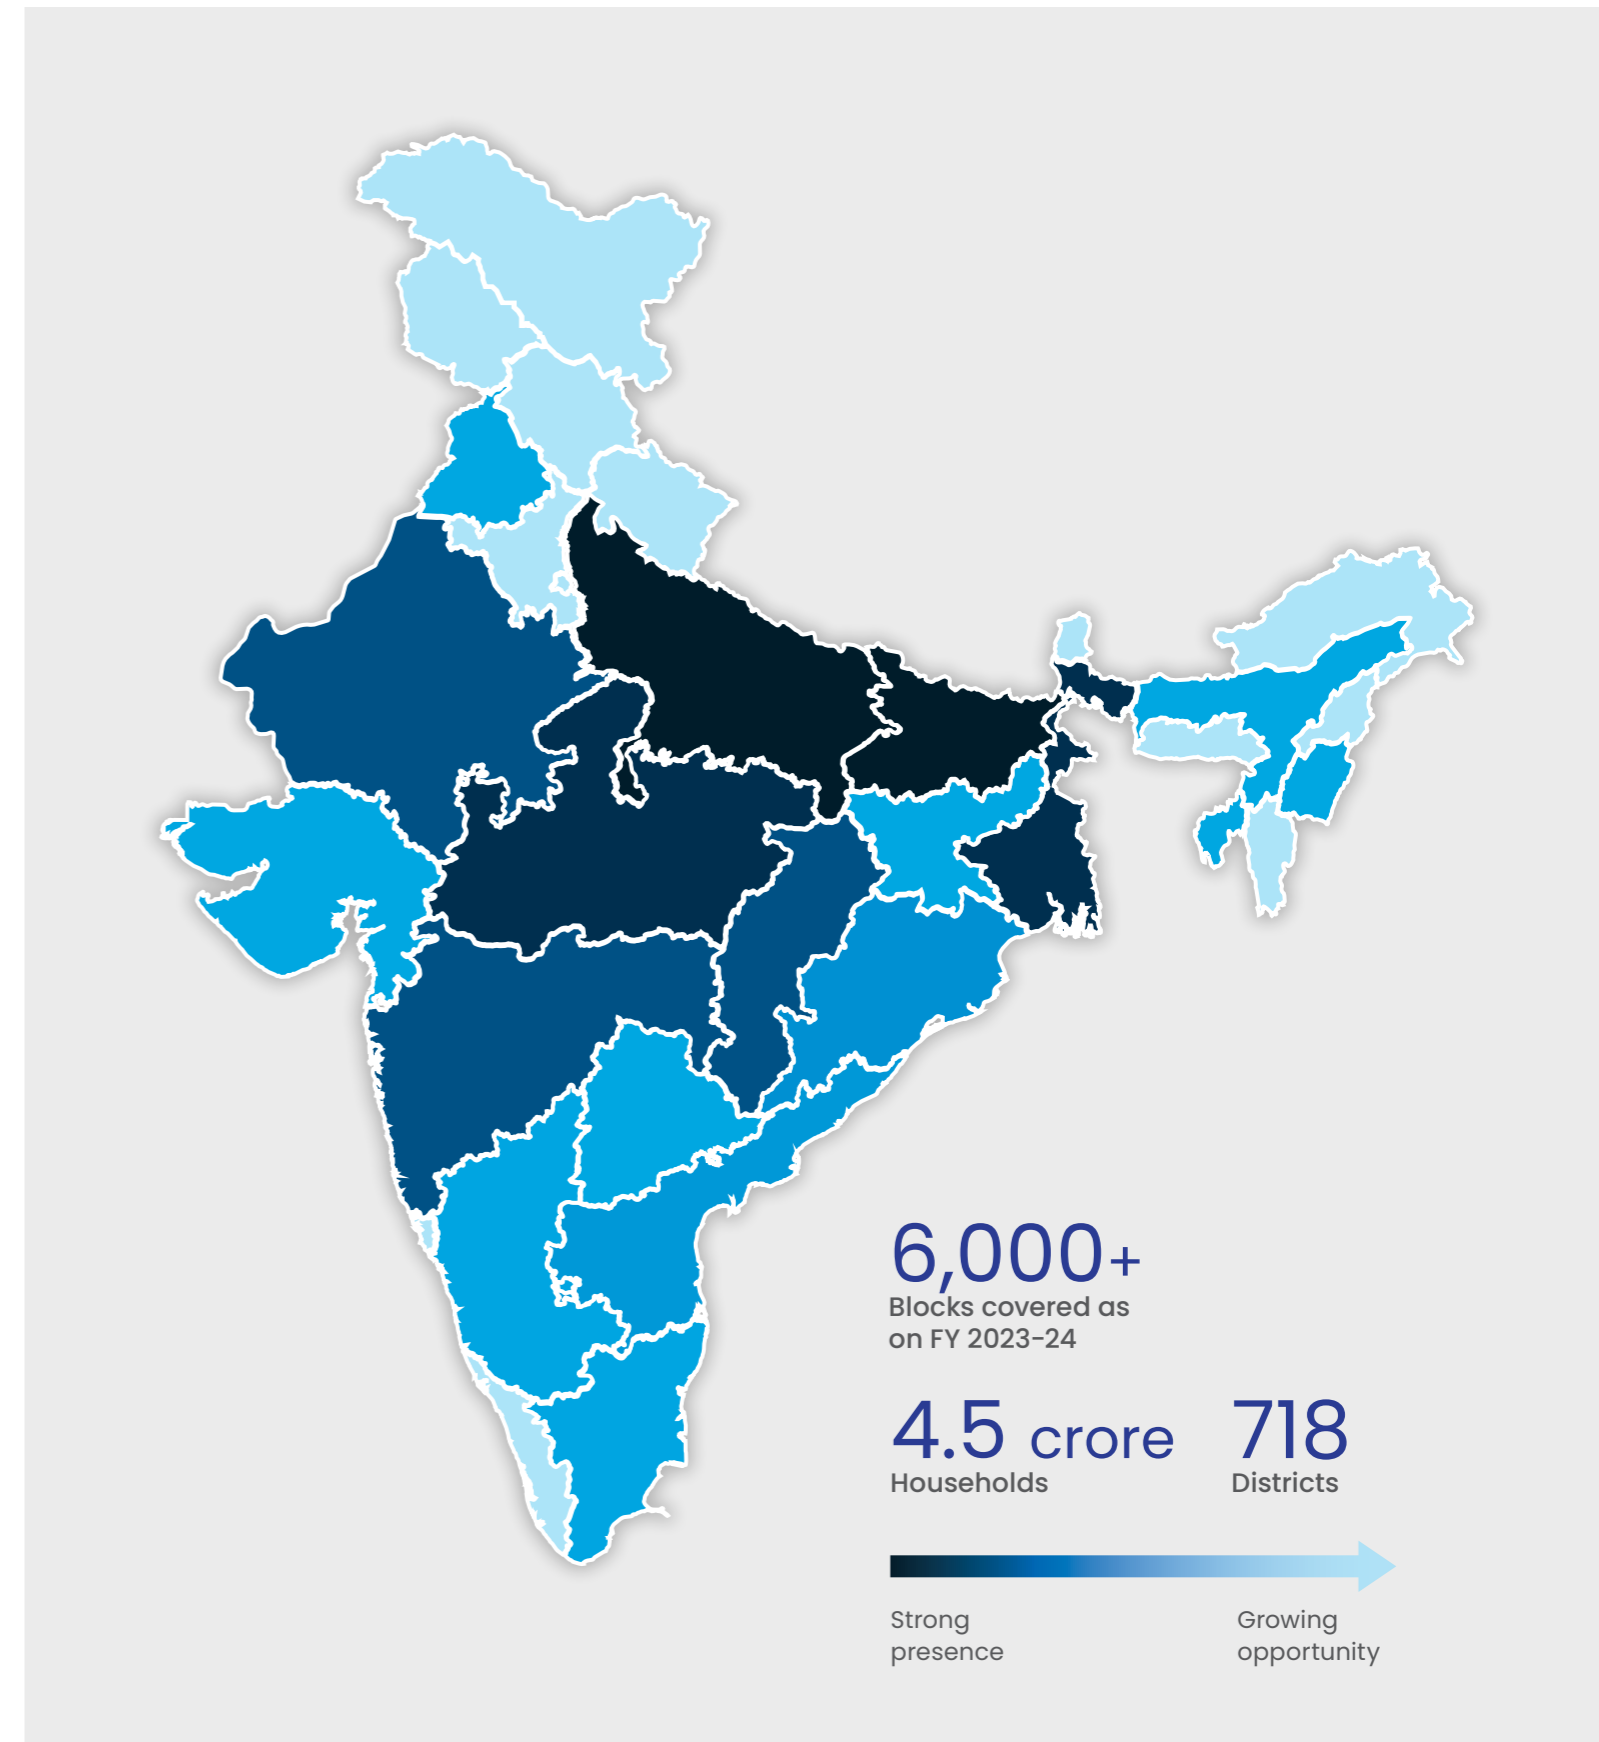 6,000+
Blocks covered as
on FY 2023-24
4.5 crore
Households
718
Districts
Strong
presence
Growing
opportunity